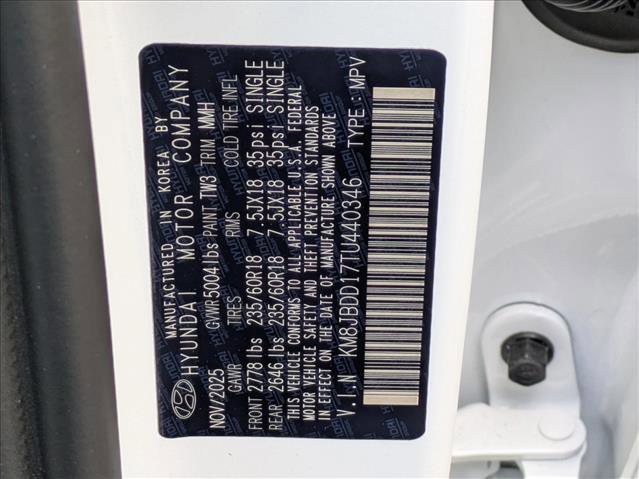 MANUFACTURED IN KOREA BY
HYUNDAI MOTOR COMPANY
NOV/2025 GVWR 5004 lbs PAINT: TW3 TRIM NMH
GAWR TIRES RIMS COLD TIRE INFL.
FRONT 2778 lbs 235/60R18 7.5JX18 35psi SINGLE
REAR 2646 lbs 235/60R18 7.5JX18 35psi SINGLE
THIS VEHICLE CONFORMS TO ALL APPLICABLE U.S.A. FEDERAL
MOTOR VEHICLE SAFETY AND THEFT PREVENTION STANDARDS
IN EFFECT ON THE DATE OF MANUFACTURE SHOWN ABOVE
V.I.N : KM8JBDD17TU440346 TYPE : MPV